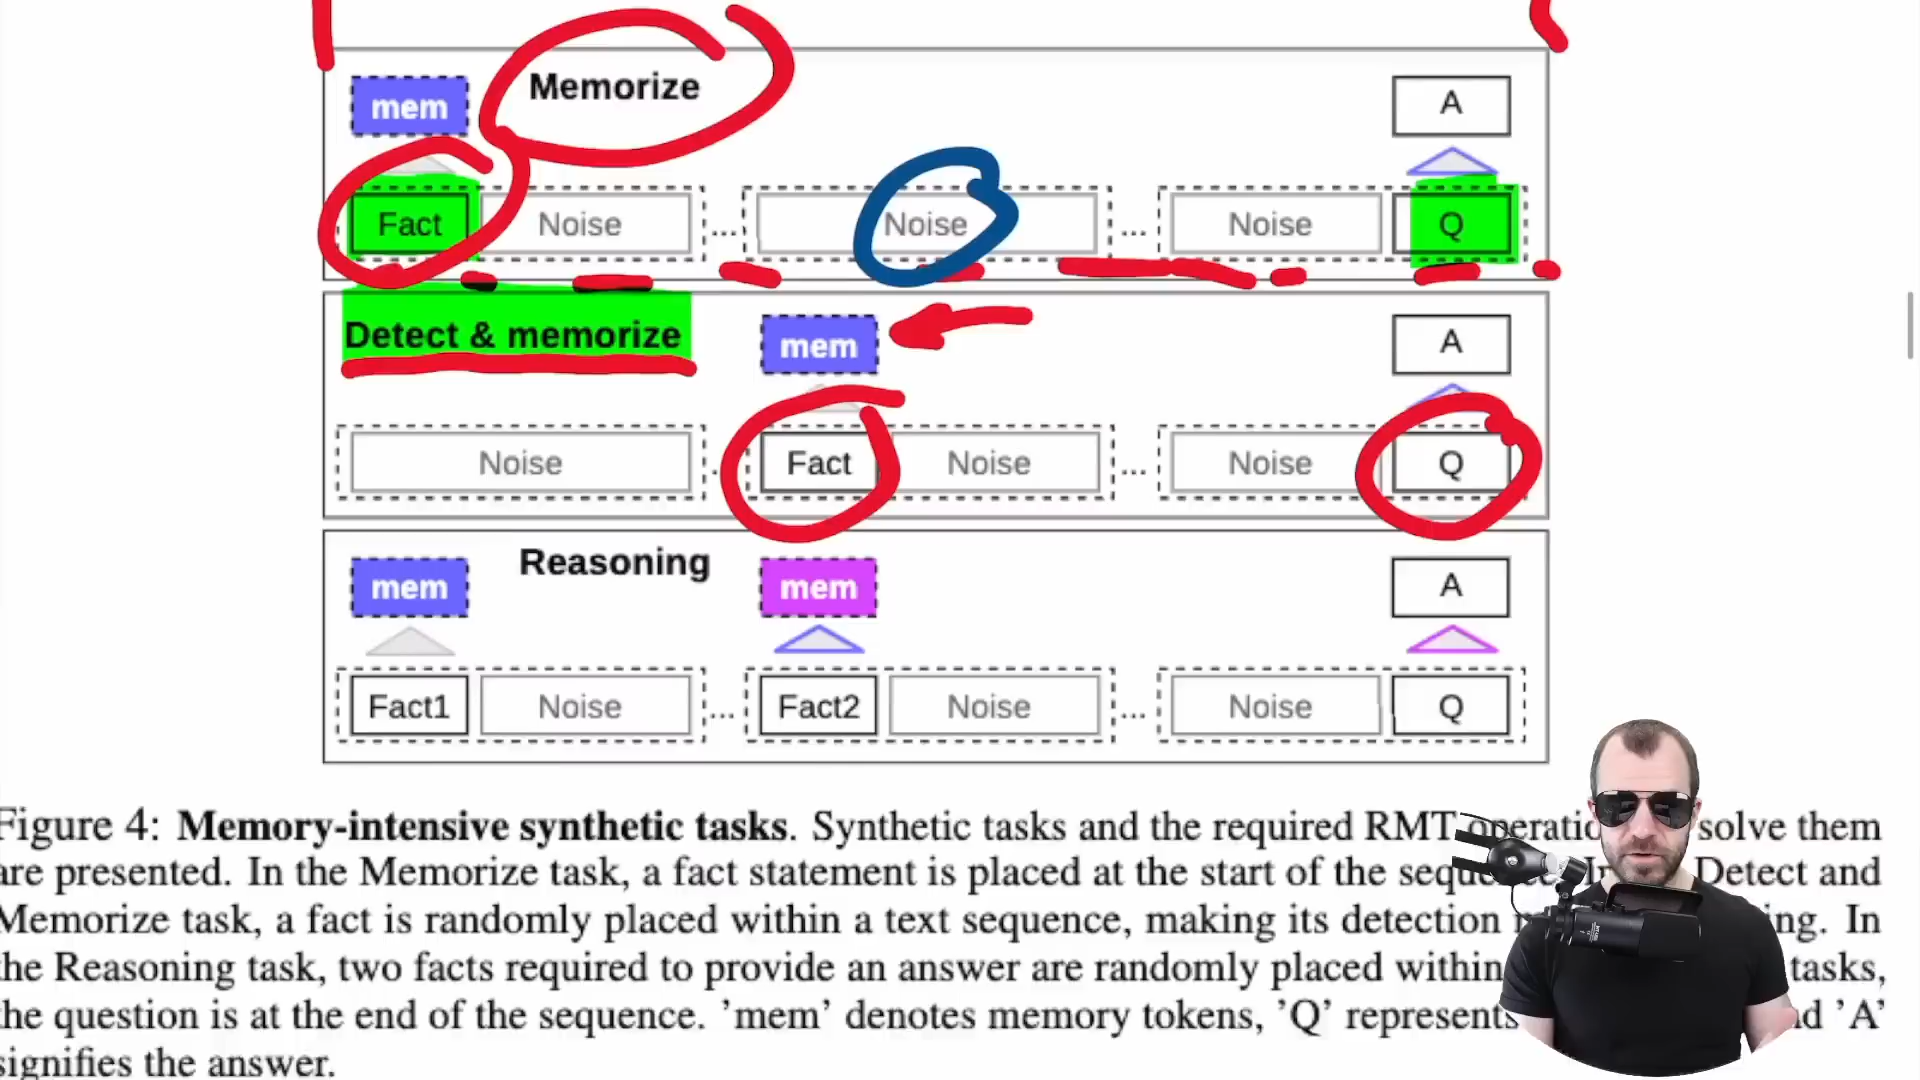 Memorize
mem
A
Fact
Noise
...
Noise
...
Noise
Q
Detect & memorize
mem
A
Noise
Fact
Noise
...
Noise
Q
Reasoning
mem
mem
A
Fact1
Noise
...
Fact2
Noise
...
Noise
Q
Figure 4: Memory-intensive synthetic tasks. Synthetic tasks and the required RMT solve them
are presented. In the Memorize task, a fact statement is placed at the start of the Detect and
Memorize task, a fact is randomly placed within a text sequence, making its detection In
the Reasoning task, two facts required to provide an answer are randomly placed within tasks,
the question is at the end of the sequence. 'mem' denotes memory tokens, 'Q' represents 'A'
signifies the answer.